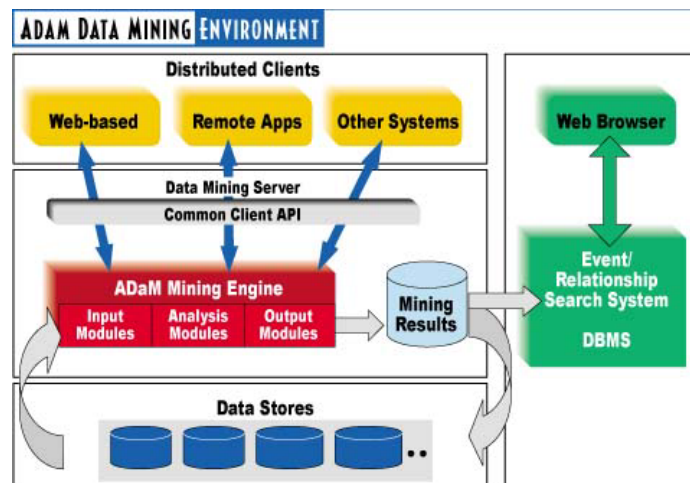 ADAM DATA MINING ENVIRONMENT
Distributed Clients
Web-based
Remote Apps
Other Systems
Web Browser
Data Mining Server
Common Client API
ADaM Mining Engine
Input
Modules
Analysis
Modules
Output
Modules
Mining
Results
Event/
Relationship
Search System
DBMS
Data Stores